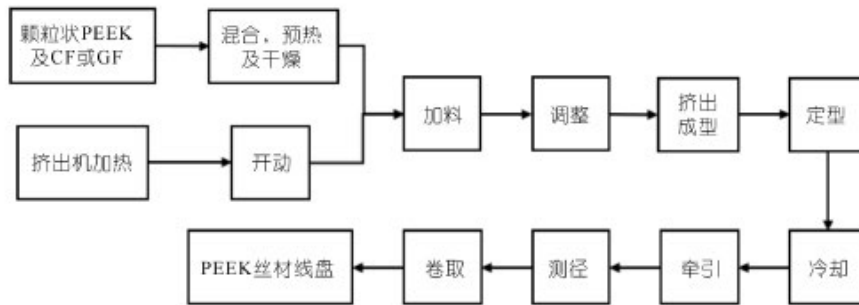 颗粒状PEEK
及CF或GF
混合，预热
及干燥
挤出机加热
开动
加料
调整
挤出
成型
定型
冷却
牵引
测径
卷取
PEEK丝材线盘